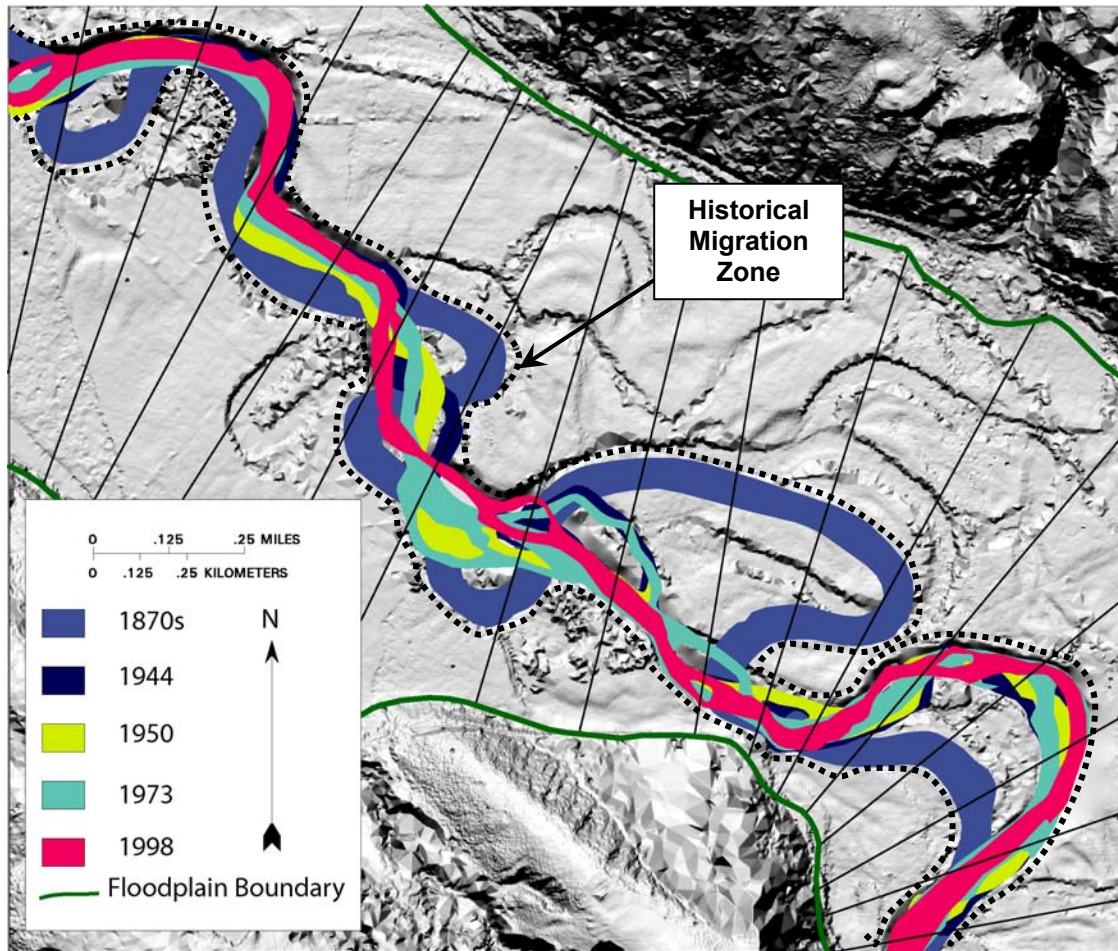 Historical
Migration
Zone
0 .125 .25 MILES
0 .125 .25 KILOMETERS
1870s
N
1944
1950
1973
1998
Floodplain Boundary